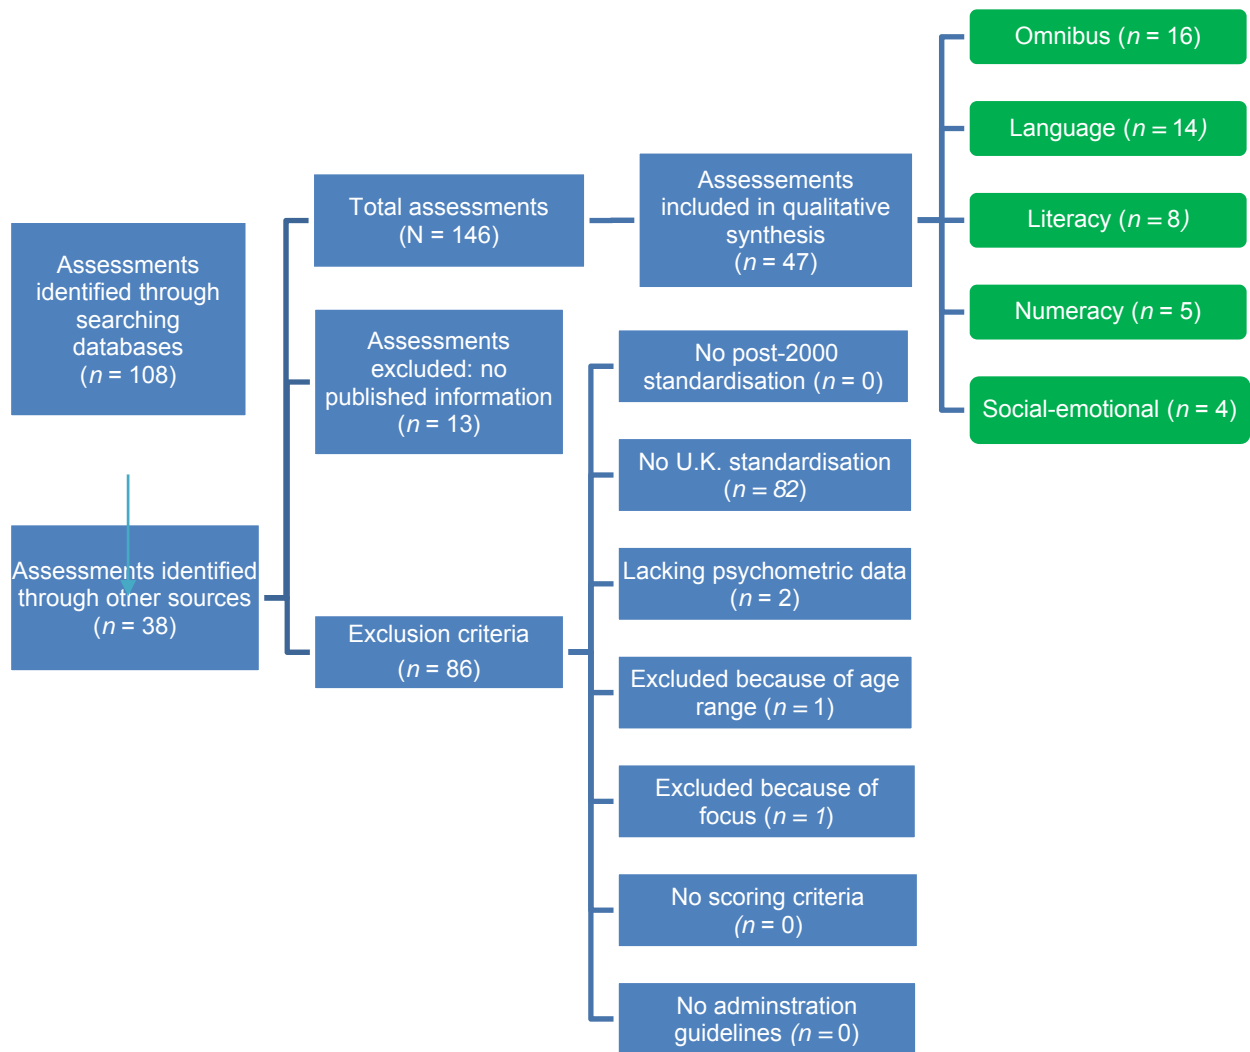 Assessments
identified through
searching
databases
(n = 108)
Assessments identified
through other sources
(n = 38)
Total assessments
(N = 146)
Assessments
excluded: no
published information
(n = 13)
Exclusion criteria
(n = 86)
Assessements
included in qualitative
synthesis
(n = 47)
No post-2000
standardisation (n = 0)
No U.K. standardisation
(n = 82)
Lacking psychometric data
(n = 2)
Excluded because of age
range (n = 1)
Excluded because of
focus (n = 1)
No scoring criteria
(n = 0)
No adminstration
guidelines (n = 0)
Omnibus (n = 16)
Language (n = 14)
Literacy (n = 8)
Numeracy (n = 5)
Social-emotional (n = 4)